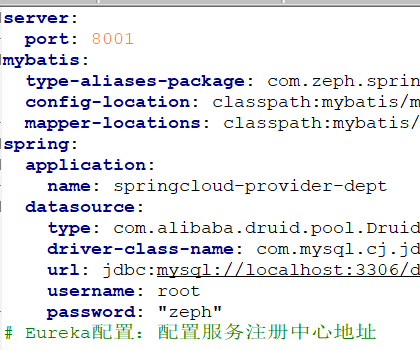 server:
port: 8001
mybatis:
type-aliases-package: com.zeph.sprin
config-location: classpath:mybatis/m
mapper-locations: classpath:mybatis/
spring:
application:
name: springcloud-provider-dept
datasource:
type: com.alibaba.druid.pool.Druid
driver-class-name: com.mysql.cj.jd
url: jdbc:mysql://localhost:3306/d
username: root
password: "zeph"
# Eureka配置：配置服务注册中心地址